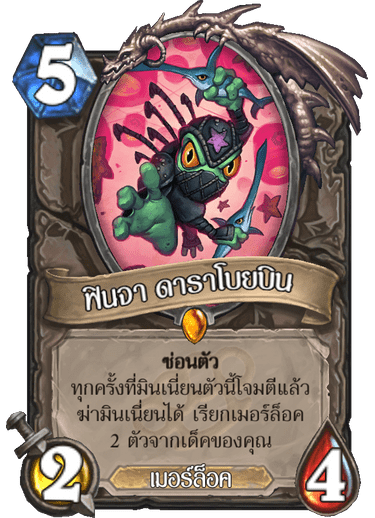 5
ฟินจา ดาราโบยบิน
ซ่อนตัว
ทุกครั้งที่มินเนี่ยนตัวนี้โจมตีแล้ว
ฆ่ามินเนี่ยนได้ เรียกเมอร์ล็อค
2 ตัวจากเด็คของคุณ
2
เมอร์ล็อค
4